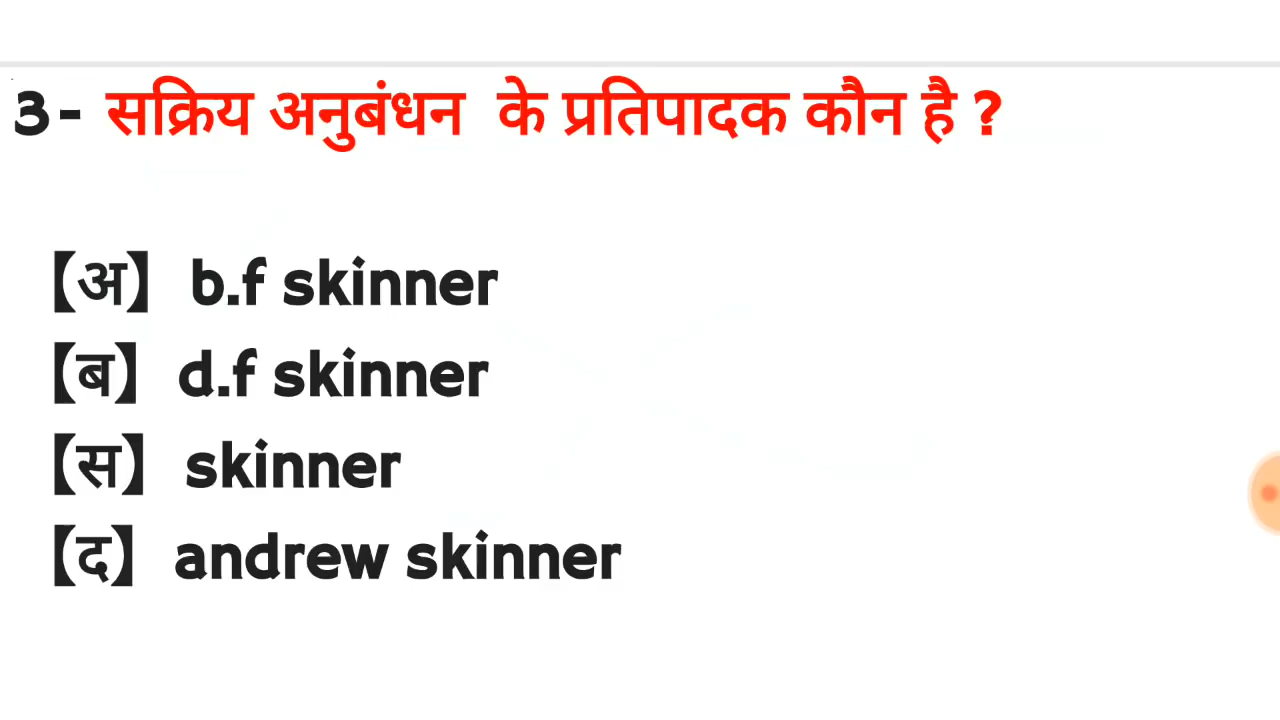 3- सक्रिय अनुबंधन के प्रतिपादक कौन है ?
【अ】 b.f skinner
【ब】 d.f skinner
【स】 skinner
【द】 andrew skinner